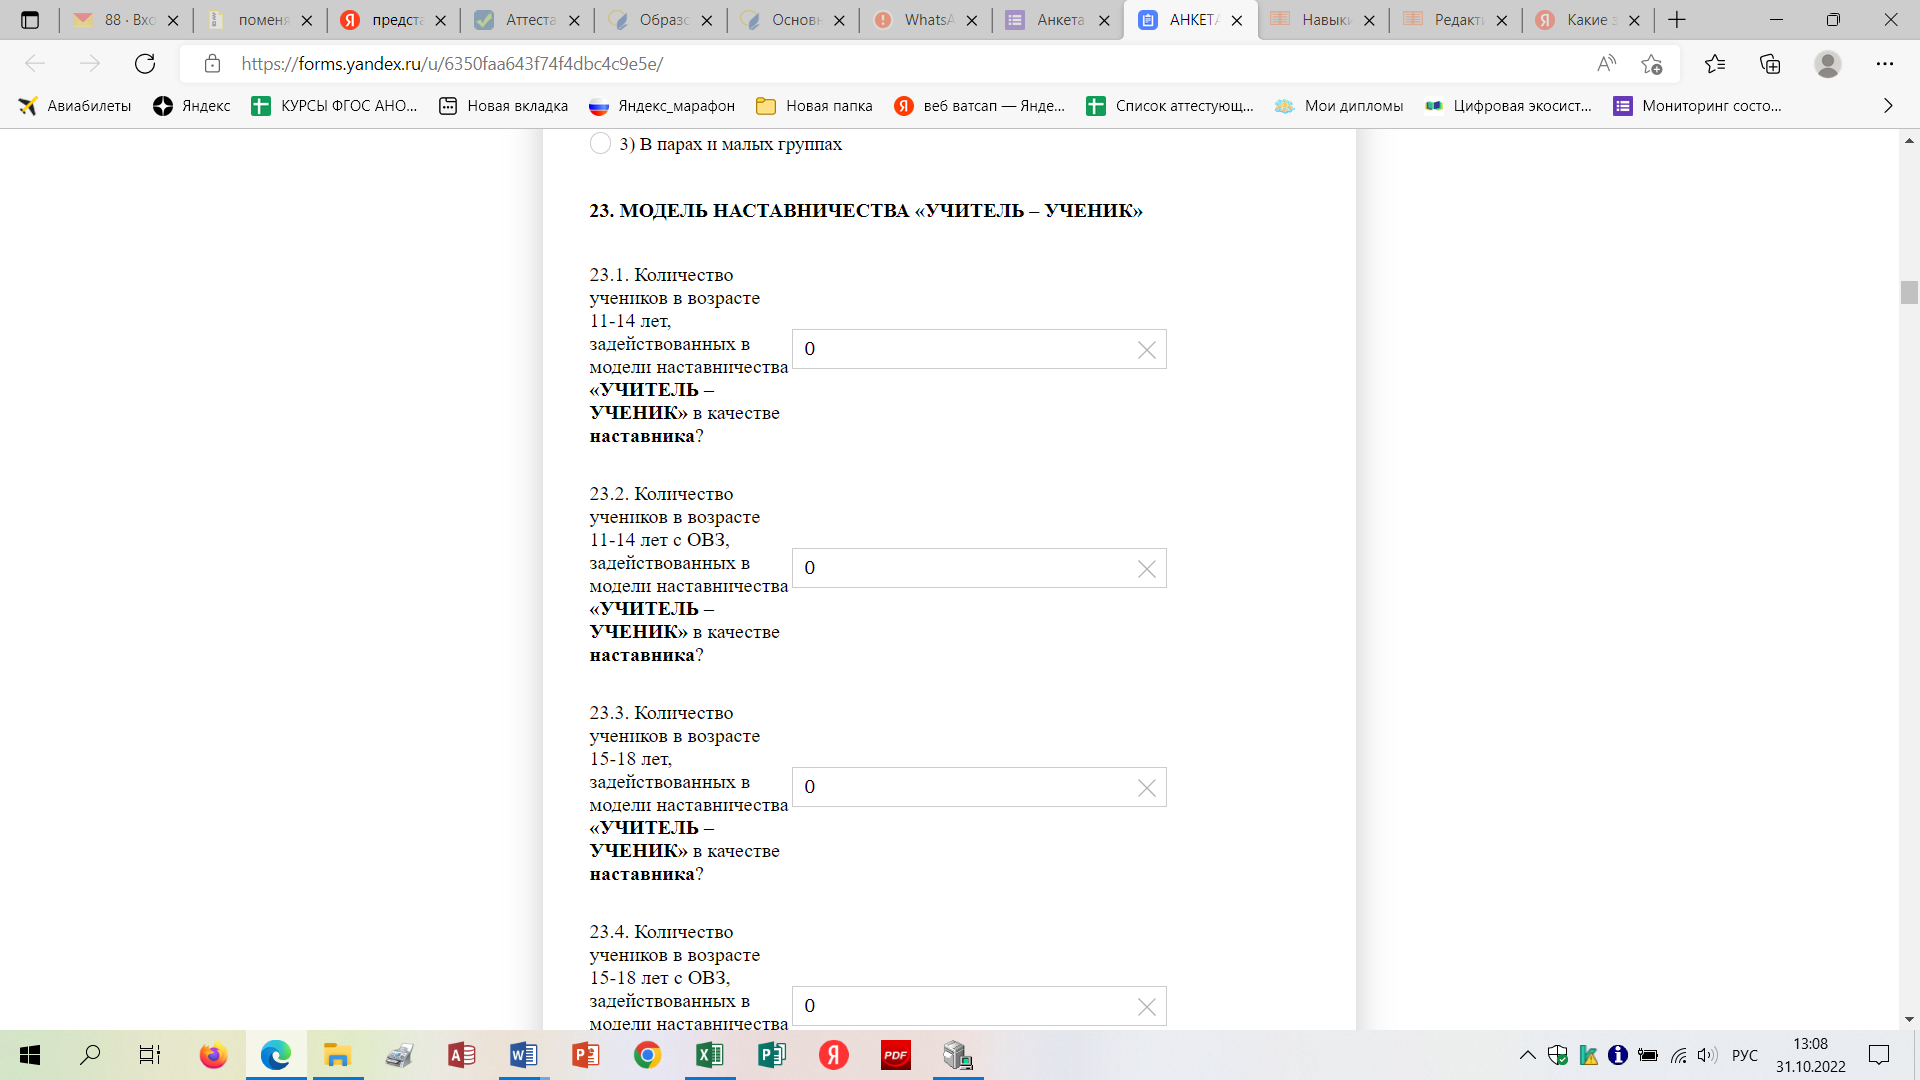 88 · Вхо
поменя
предста
Аттеста
Образо
Основн
WhatsA
Анкета
АНКЕТА
Навыки
Редакти
Какие з
https://forms.yandex.ru/u/6350faa643f74f4dbc4c9e5e/
Авиабилеты
Яндекс
КУРСЫ ФГОС АНО...
Новая вкладка
Яндекс_марафон
Новая папка
веб ватсап — Янде...
Список аттестующ...
Мои дипломы
Цифровая экосист...
Мониторинг состо...
3) В парах и малых группах
23. МОДЕЛЬ НАСТАВНИЧЕСТВА «УЧИТЕЛЬ – УЧЕНИК»
23.1. Количество
учеников в возрасте
11-14 лет,
задействованных в
модели наставничества
«УЧИТЕЛЬ –
УЧЕНИК» в качестве
наставника?
0
23.2. Количество
учеников в возрасте
11-14 лет с ОВЗ,
задействованных в
модели наставничества
«УЧИТЕЛЬ –
УЧЕНИК» в качестве
наставника?
0
23.3. Количество
учеников в возрасте
15-18 лет,
задействованных в
модели наставничества
«УЧИТЕЛЬ –
УЧЕНИК» в качестве
наставника?
0
23.4. Количество
учеников в возрасте
15-18 лет с ОВЗ,
задействованных в
модели наставничества
0
PDF
РУС
13:08
31.10.2022